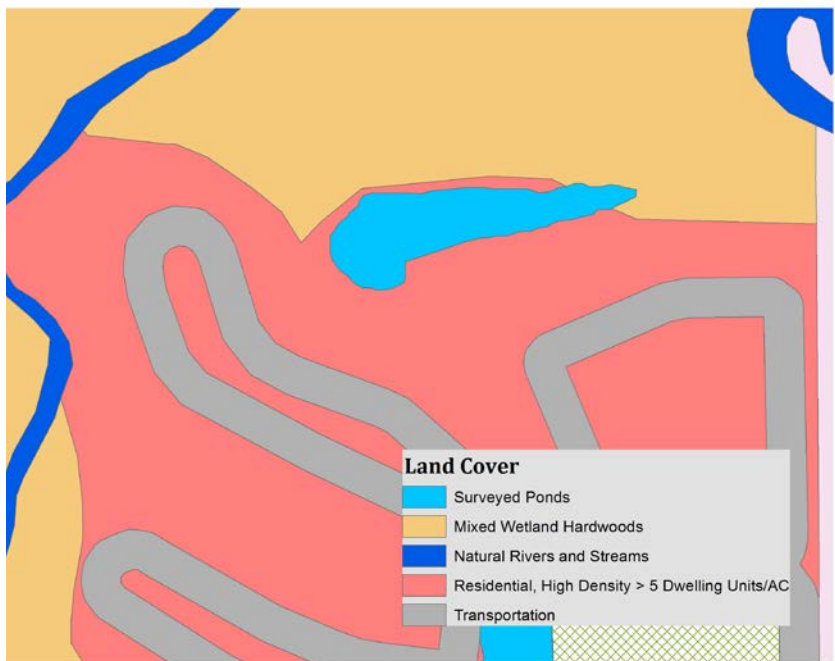 Land Cover
Surveyed Ponds
Mixed Wetland Hardwoods
Natural Rivers and Streams
Residential, High Density > 5 Dwelling Units/AC
Transportation